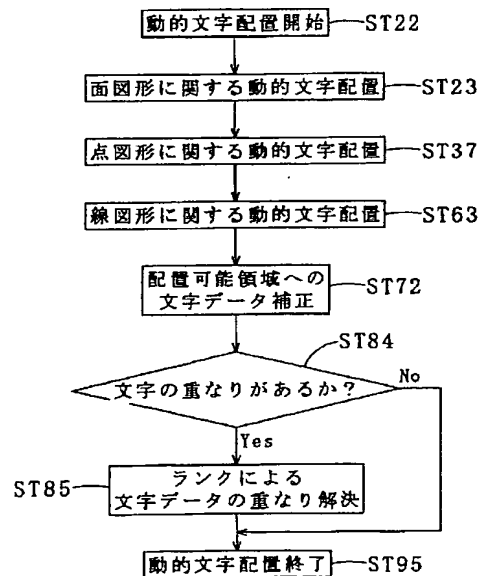 動的文字配置開始 ST22
面図形に関する動的文字配置 ST23
点図形に関する動的文字配置 ST37
線図形に関する動的文字配置 ST63
配置可能領域への
文字データ補正 ST72
ST84
文字の重なりがあるか？ No
Yes
ランクによる
ST85 文字データの重なり解決
動的文字配置終了 ST95